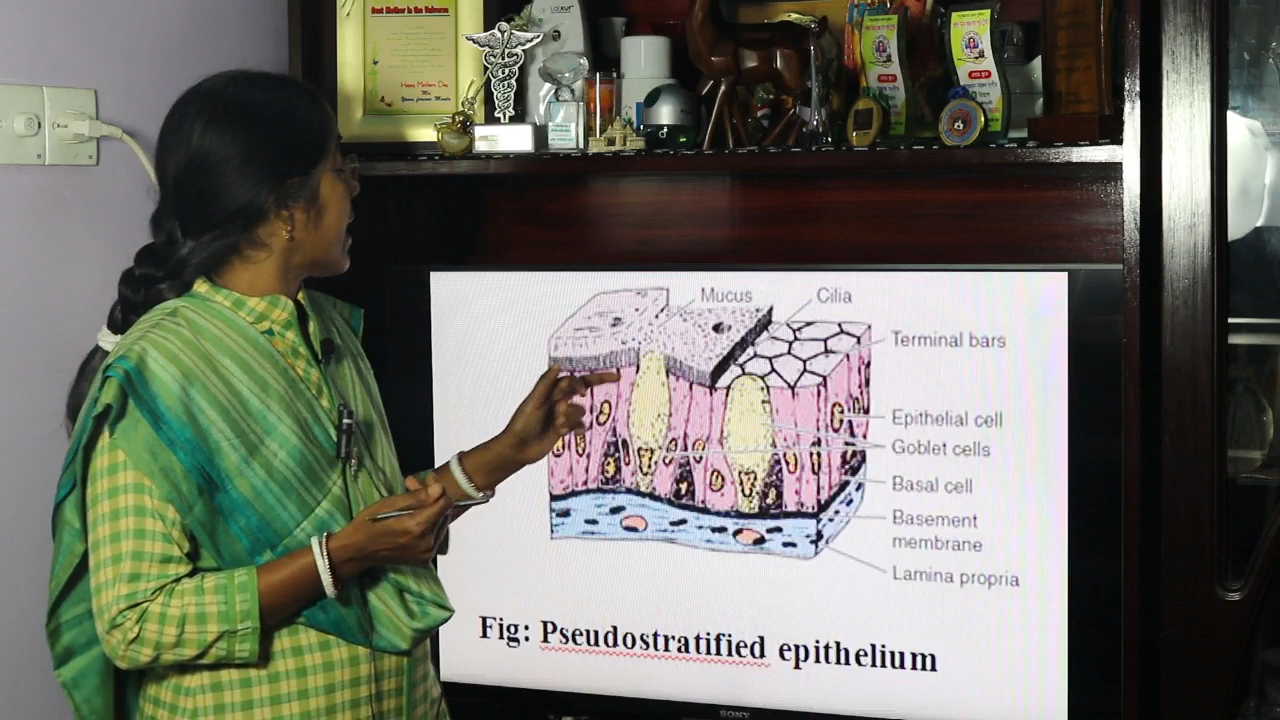 Best Mother in the Universe
Happy Mothers Day
Mucus
Cilia
Terminal bars
Epithelial cell
Goblet cells
Basal cell
Basement
membrane
Lamina propria
Fig: Pseudostratified epithelium
SONY